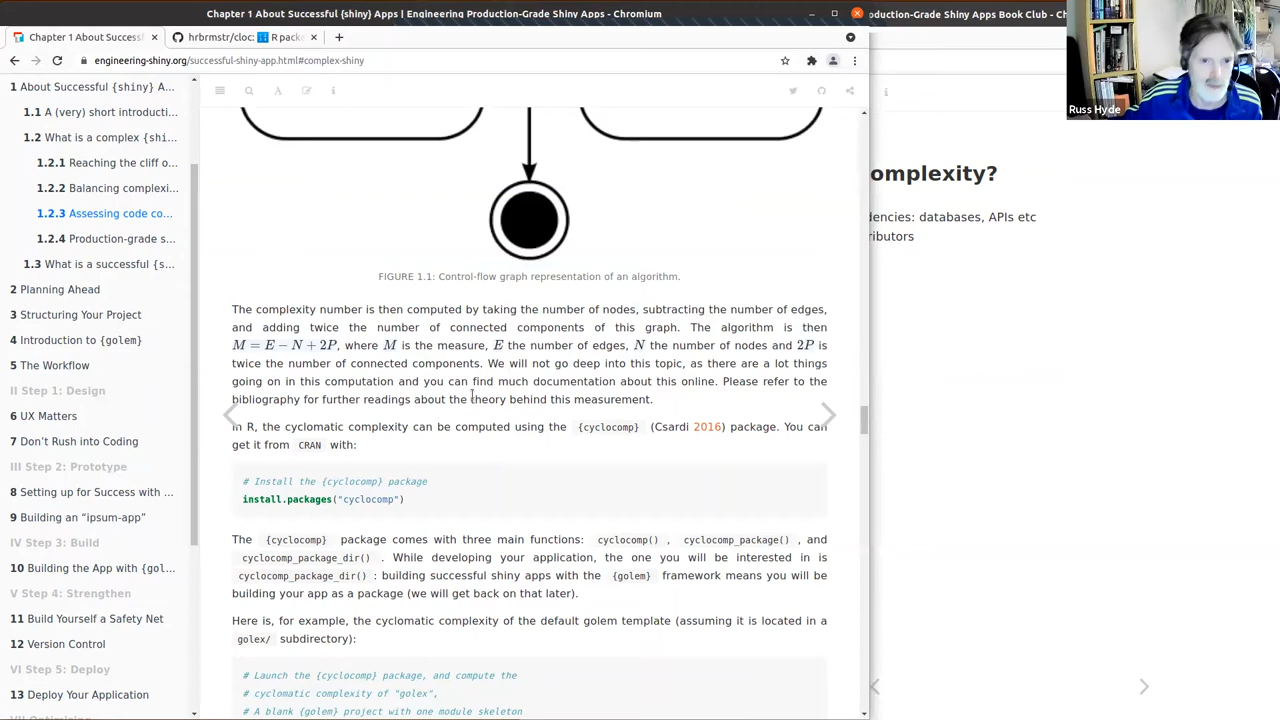 Chapter 1 About Successful {shiny} Apps | Engineering Production-Grade Shiny Apps - Chromium
oduction-Grade Shiny Apps Book Club - Ch
Chapter 1 About Successf
hrbrmstr/cloc: R packa
engineering-shiny.org/successful-shiny-app.html#complex-shiny
Russ Hyde
1 About Successful {shiny} A...
1.1 A (very) short introducti...
1.2 What is a complex {shi...
1.2.1 Reaching the cliff o...
1.2.2 Balancing complexi...
1.2.3 Assessing code co...
1.2.4 Production-grade s...
1.3 What is a successful {s...
2 Planning Ahead
3 Structuring Your Project
4 Introduction to {golem}
5 The Workflow
II Step 1: Design
6 UX Matters
7 Don't Rush into Coding
III Step 2: Prototype
8 Setting up for Success with ...
9 Building an "ipsum-app"
IV Step 3: Build
10 Building the App with {gol...
V Step 4: Strengthen
11 Build Yourself a Safety Net
12 Version Control
VI Step 5: Deploy
13 Deploy Your Application
VII Optimizing
FIGURE 1.1: Control-flow graph representation of an algorithm.
The complexity number is then computed by taking the number of nodes, subtracting the number of edges,
and adding twice the number of connected components of this graph. The algorithm is then
M = E − N + 2P, where M is the measure, E the number of edges, N the number of nodes and 2P is
twice the number of connected components. We will not go deep into this topic, as there are a lot things
going on in this computation and you can find much documentation about this online. Please refer to the
bibliography for further readings about the theory behind this measurement.
In R, the cyclomatic complexity can be computed using the {cyclocomp} (Csardi 2016) package. You can
get it from CRAN with:
# Install the {cyclocomp} package
install.packages("cyclocomp")
The {cyclocomp} package comes with three main functions: cyclocomp() , cyclocomp_package() , and
cyclocomp_package_dir() . While developing your application, the one you will be interested in is
cyclocomp_package_dir() : building successful shiny apps with the {golem} framework means you will be
building your app as a package (we will get back on that later).
Here is, for example, the cyclomatic complexity of the default golem template (assuming it is located in a
golex/ subdirectory):
# Launch the {cyclocomp} package, and compute the
# cyclomatic complexity of "golex",
# A blank {golem} project with one module skeleton
omplexity?
dencies: databases, APIs etc
ributors